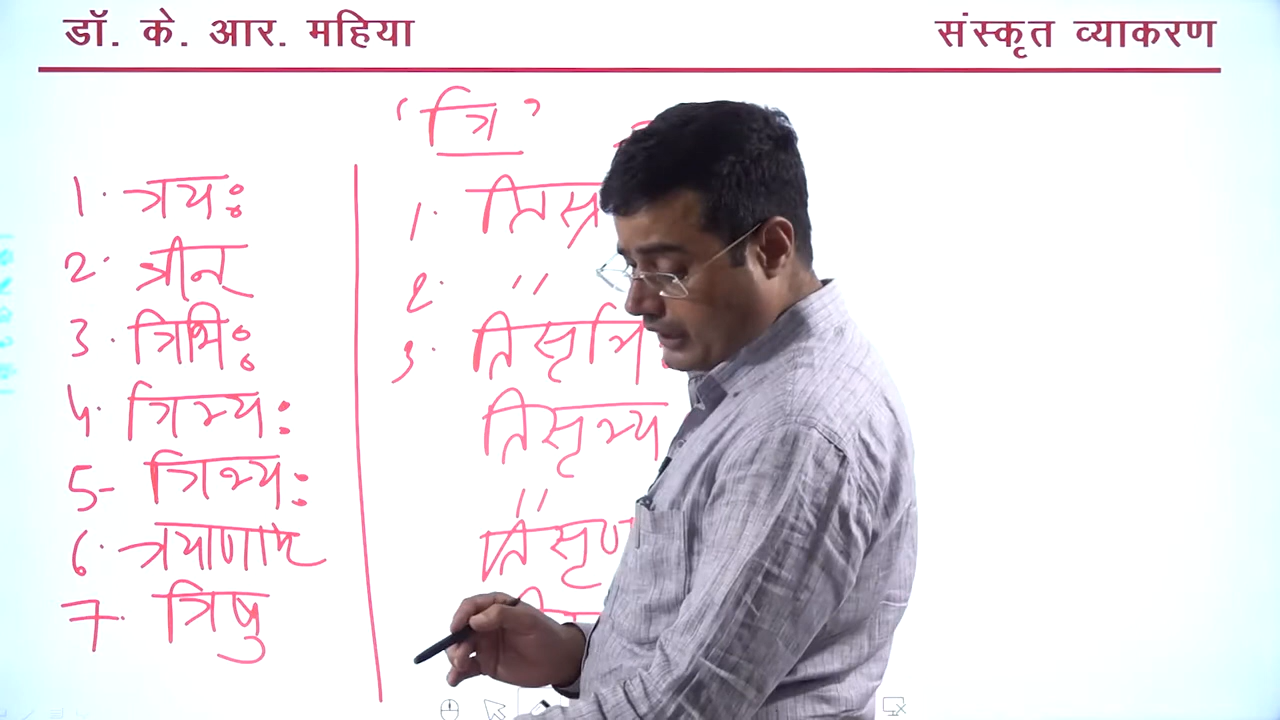 डॉ. के. आर. महिया
संस्कृत व्याकरण
'त्रि'
1. त्रयः
2. त्रीन्
3. त्रिभिः
4. त्रिभ्यः
5- त्रिभ्यः
6. त्रयाणाम्
7. त्रिषु
1. तिस्र
2. "
3. तिसृभि
तिसृभ्य
"
तिसृण